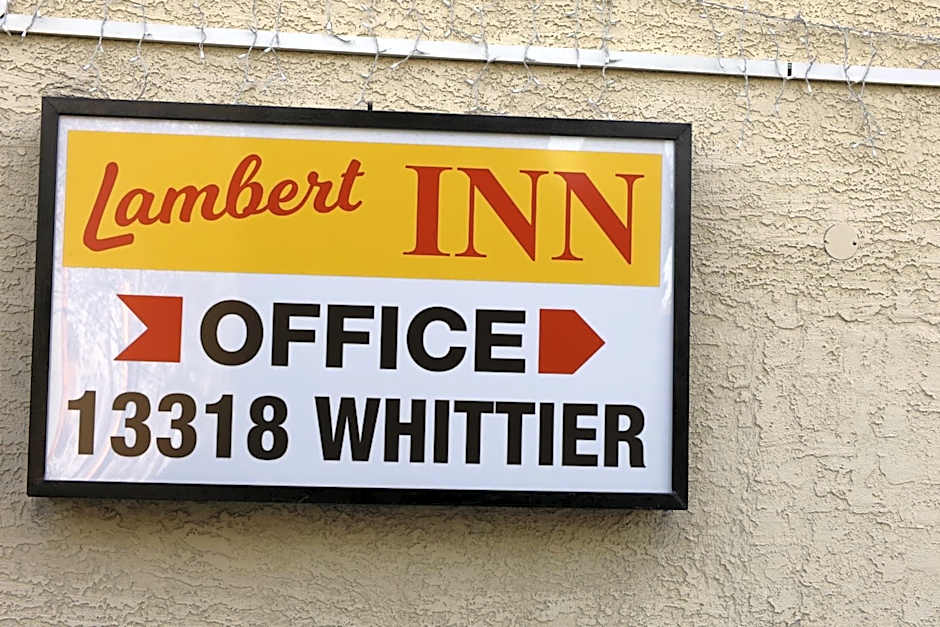 Lambert INN
OFFICE
13318 WHITTIER